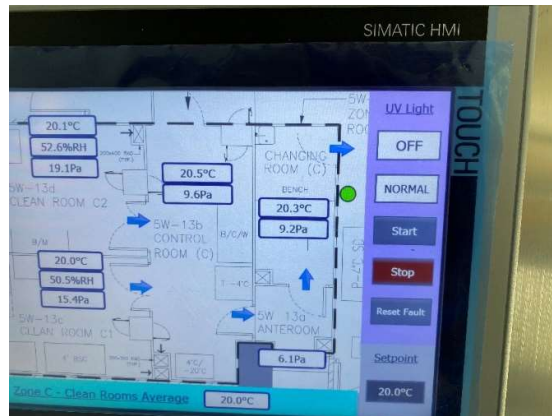 SIMATIC HMI
TOUCH
UV Light
OFF
NORMAL
Start
Stop
Reset Fault
Setpoint
20.0°C
20.1°C
52.6%RH
19.1Pa
5W-13d
CLEAN ROOM C2
20.5°C
9.6Pa
CHANGING
ROOM (C)
BENCH
20.3°C
9.2Pa
5W-13b
CONTROL
ROOM (C)
B/C/W
20.0°C
50.5%RH
15.4Pa
5W-13c
CLEAN ROOM C1
5W 13a
ANTEROOM
6.1Pa
4°C/
-20°C
Zone C - Clean Rooms Average
20.0°C